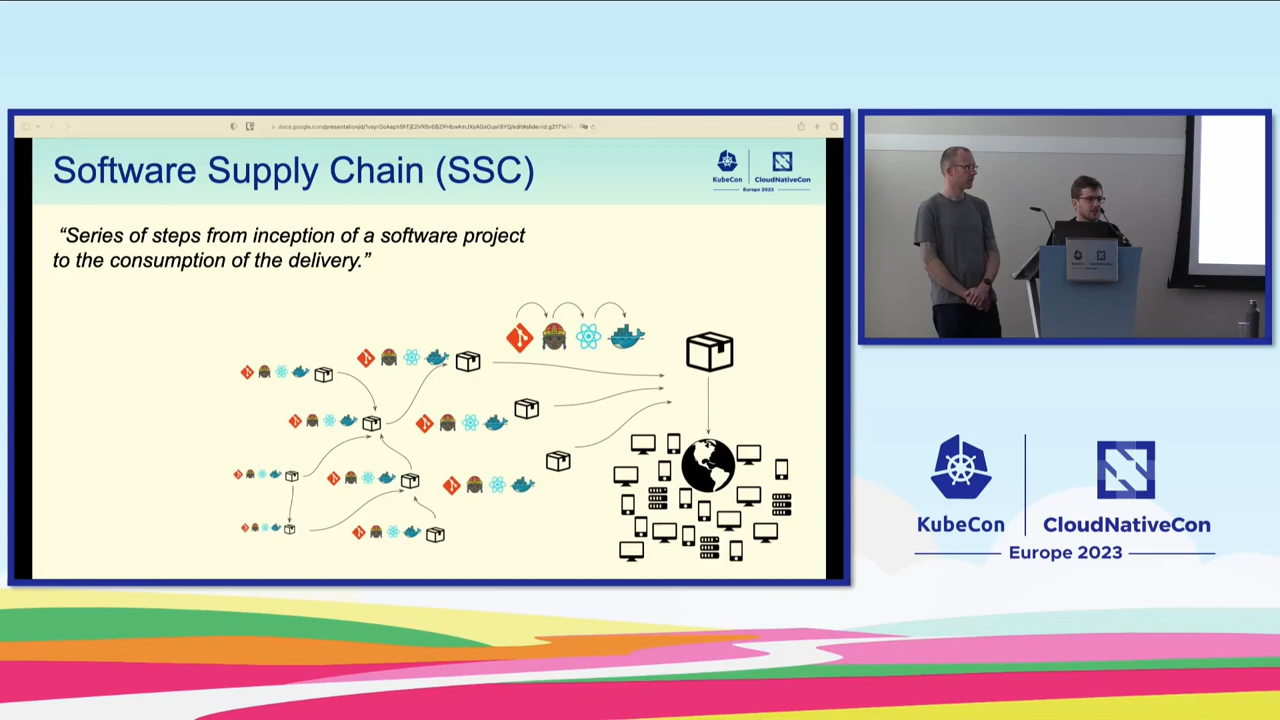 Software Supply Chain (SSC)
KubeCon
CloudNativeCon
Europe 2023
“Series of steps from inception of a software project
to the consumption of the delivery.”
KubeCon
CloudNativeCon
Europe 2023